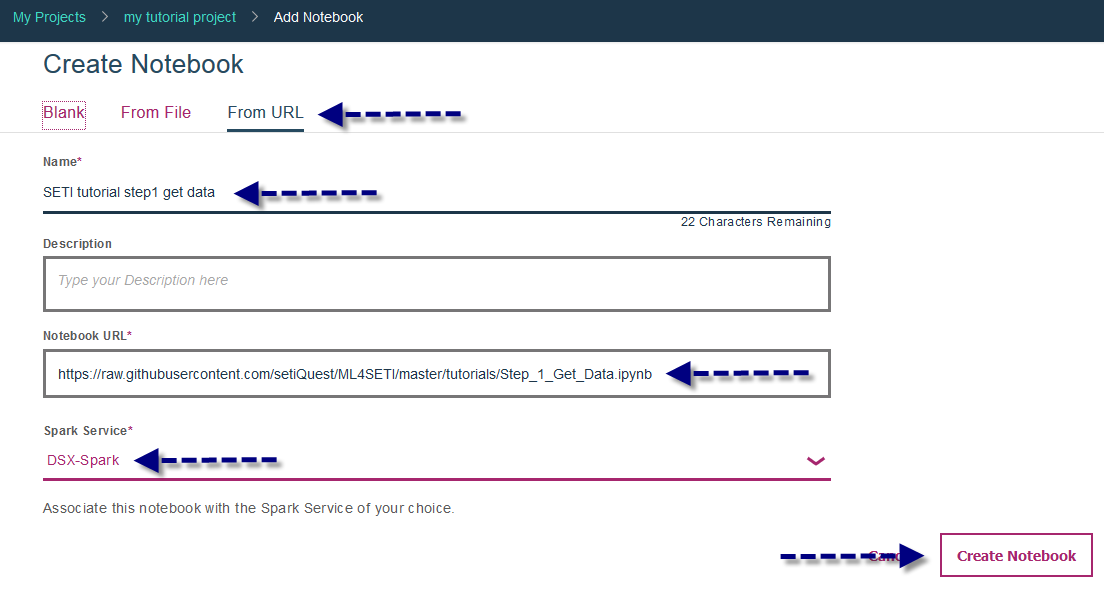 My Projects > my tutorial project > Add Notebook
Create Notebook
Blank From File From URL
Name*
SETI tutorial step1 get data
22 Characters Remaining
Description
Type your Description here
Notebook URL*
https://raw.githubusercontent.com/setiQuest/ML4SETI/master/tutorials/Step_1_Get_Data.ipynb
Spark Service*
DSX-Spark
Associate this notebook with the Spark Service of your choice.
Create Notebook